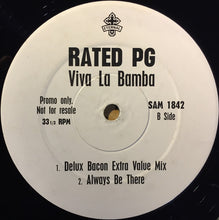 ETERNAL
RATED PG
Viva La Bamba
Promo only.
Not for resale
33 1/3 RPM
SAM 1842
B Side
1. Delux Bacon Extra Value Mix
2. Always Be There